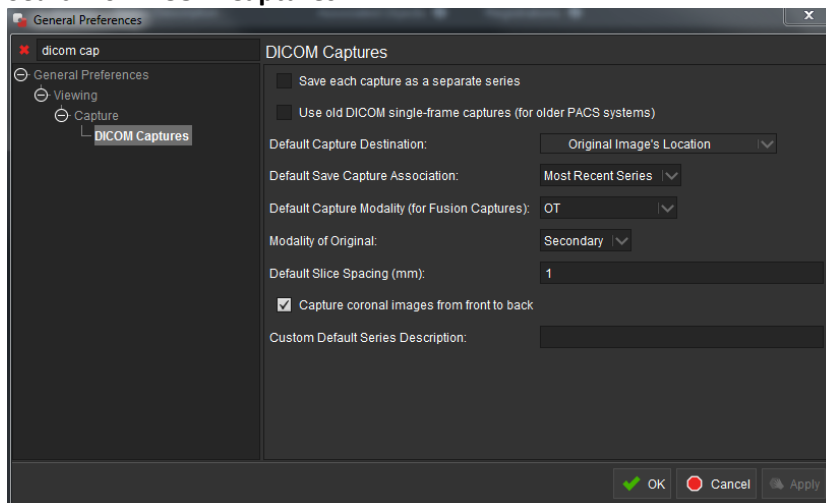 General Preferences
x
dicom cap
DICOM Captures
General Preferences
Viewing
Capture
DICOM Captures
Save each capture as a separate series
Use old DICOM single-frame captures (for older PACS systems)
Default Capture Destination: Original Image's Location
Default Save Capture Association: Most Recent Series
Default Capture Modality (for Fusion Captures): OT
Modality of Original: Secondary
Default Slice Spacing (mm): 1
Capture coronal images from front to back
Custom Default Series Description:
OK Cancel Apply